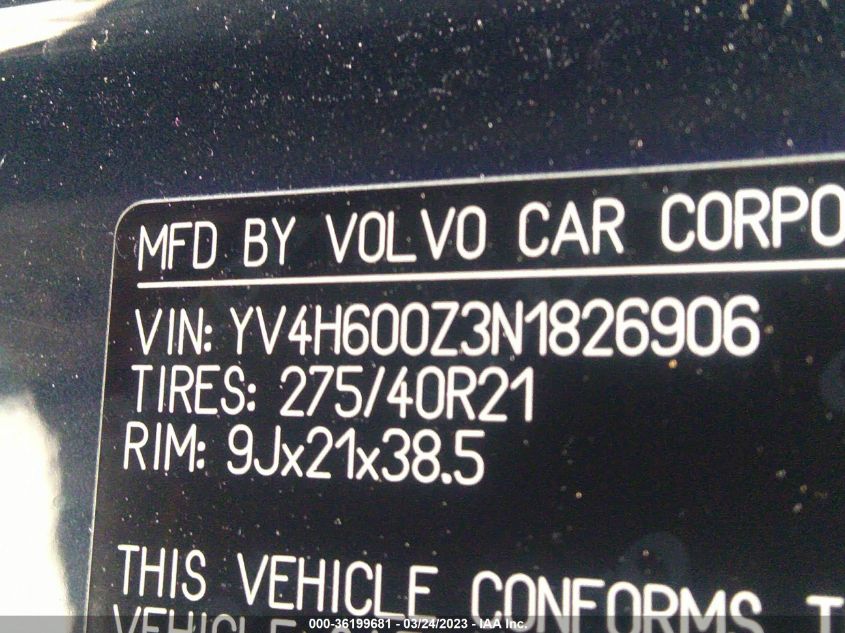 MFD BY VOLVO CAR CORPO
VIN: YV4H600Z3N1826906
TIRES: 275/40R21
RIM: 9Jx21x38.5
THIS VEHICLE CONFORMS T
VEHICLE
000-36199681 - 03/24/2023 - IAA Inc.